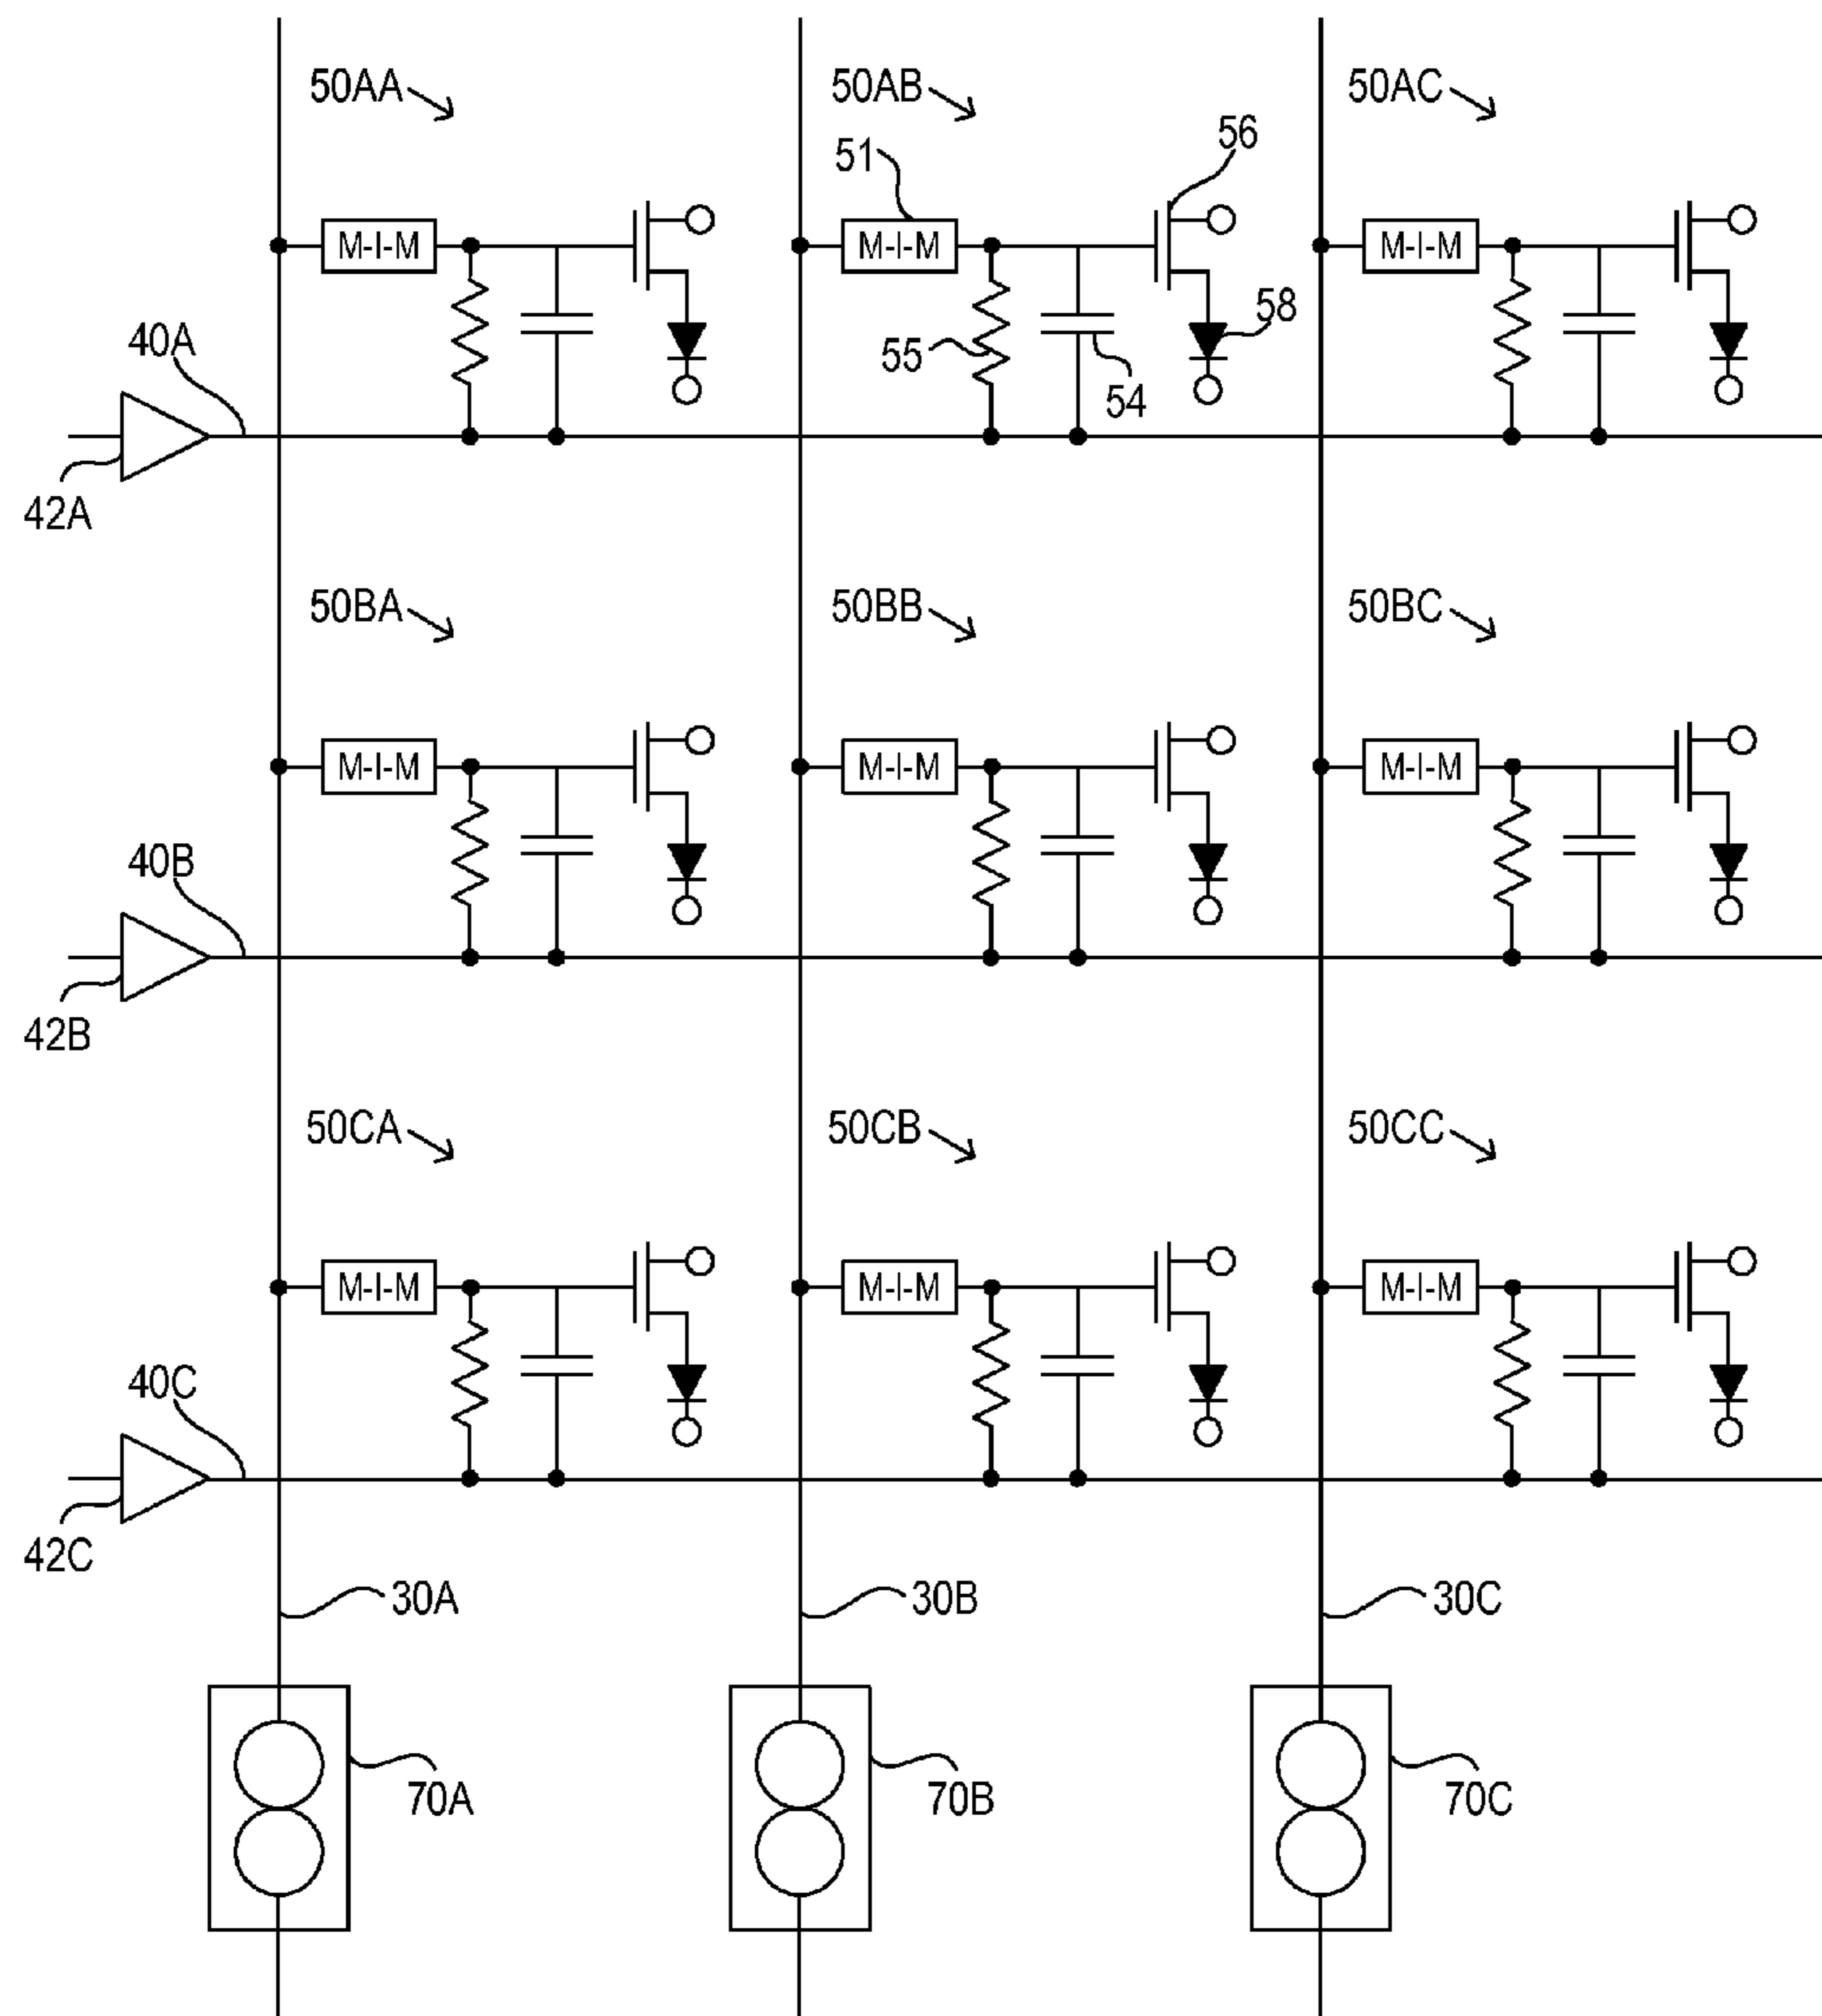 50AA
50AB
50AC
56
51
M-I-M
M-I-M
M-I-M
58
40A
55
54
42A
50BA
50BB
50BC
M-I-M
M-I-M
M-I-M
40B
42B
50CA
50CB
50CC
M-I-M
M-I-M
M-I-M
40C
42C
30A
30B
30C
70A
70B
70C